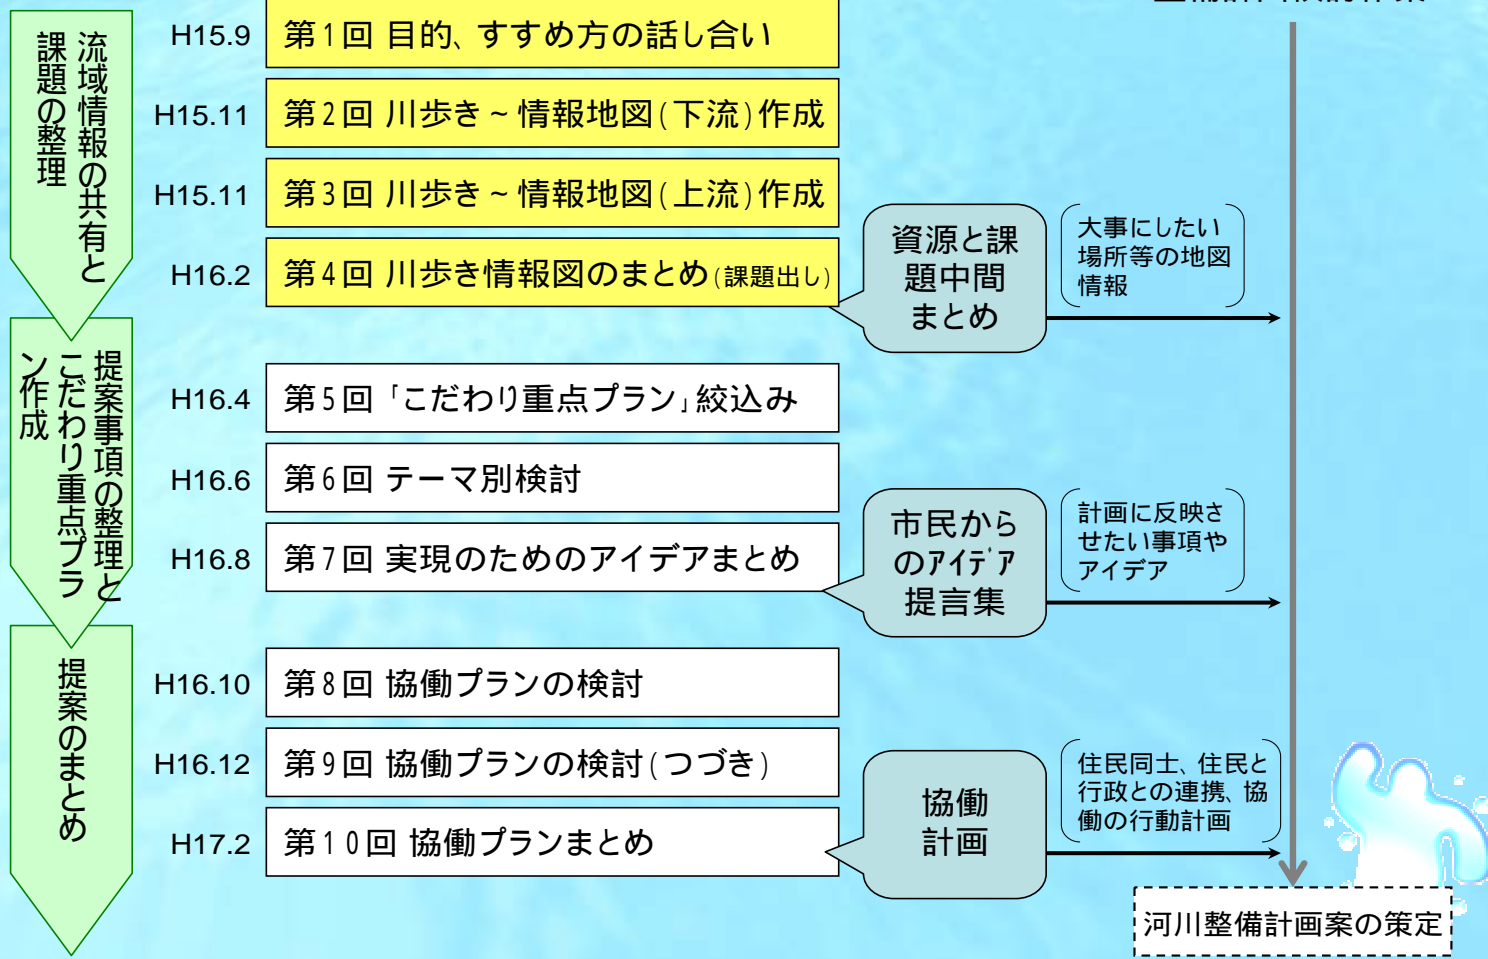 流域情報の共有と
課題の整理
H15.9 第1回 目的、すすめ方の話し合い
H15.11 第2回 川歩き~情報地図(下流)作成
H15.11 第3回 川歩き~情報地図(上流)作成
H16.2 第4回 川歩き情報図のまとめ(課題出し)
資源と課
題中間
まとめ
大事にしたい
場所等の地図
情報
提案事項の整理と
こだわり重点プラ
ン作成
H16.4 第5回「こだわり重点プラン」絞込み
H16.6 第6回 テーマ別検討
H16.8 第7回 実現のためのアイデアまとめ
市民から
のｱｲﾃﾞｱ
提言集
計画に反映さ
せたい事項や
アイデア
提案のまとめ
H16.10 第8回 協働プランの検討
H16.12 第9回 協働プランの検討(つづき)
H17.2 第10回 協働プランまとめ
協働
計画
住民同士、住民と
行政との連携、協
働の行動計画
河川整備計画案の策定